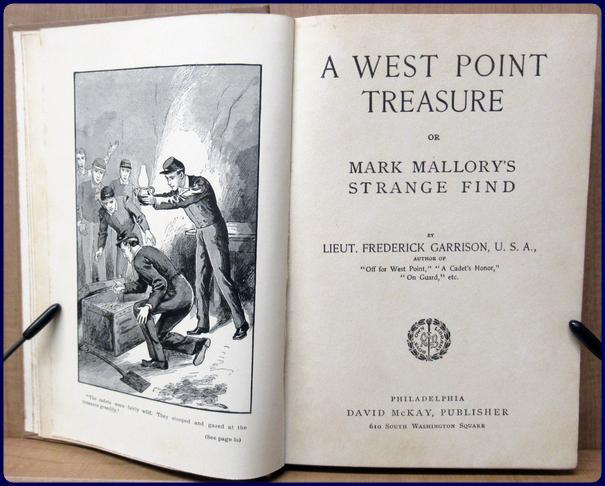 "The cadets were fairly wild. They stooped and gazed at the
treasure greedily."
(See page
A WEST POINT
TREASURE
OR
MARK MALLORY'S
STRANGE FIND
BY
LIEUT. FREDERICK GARRISON, U. S. A.,
AUTHOR OF
"Off for West Point," "A Cadet's Honor,"
"On Guard," etc.
PHILADELPHIA
DAVID McKAY, PUBLISHER
610 SOUTH WASHINGTON SQUARE